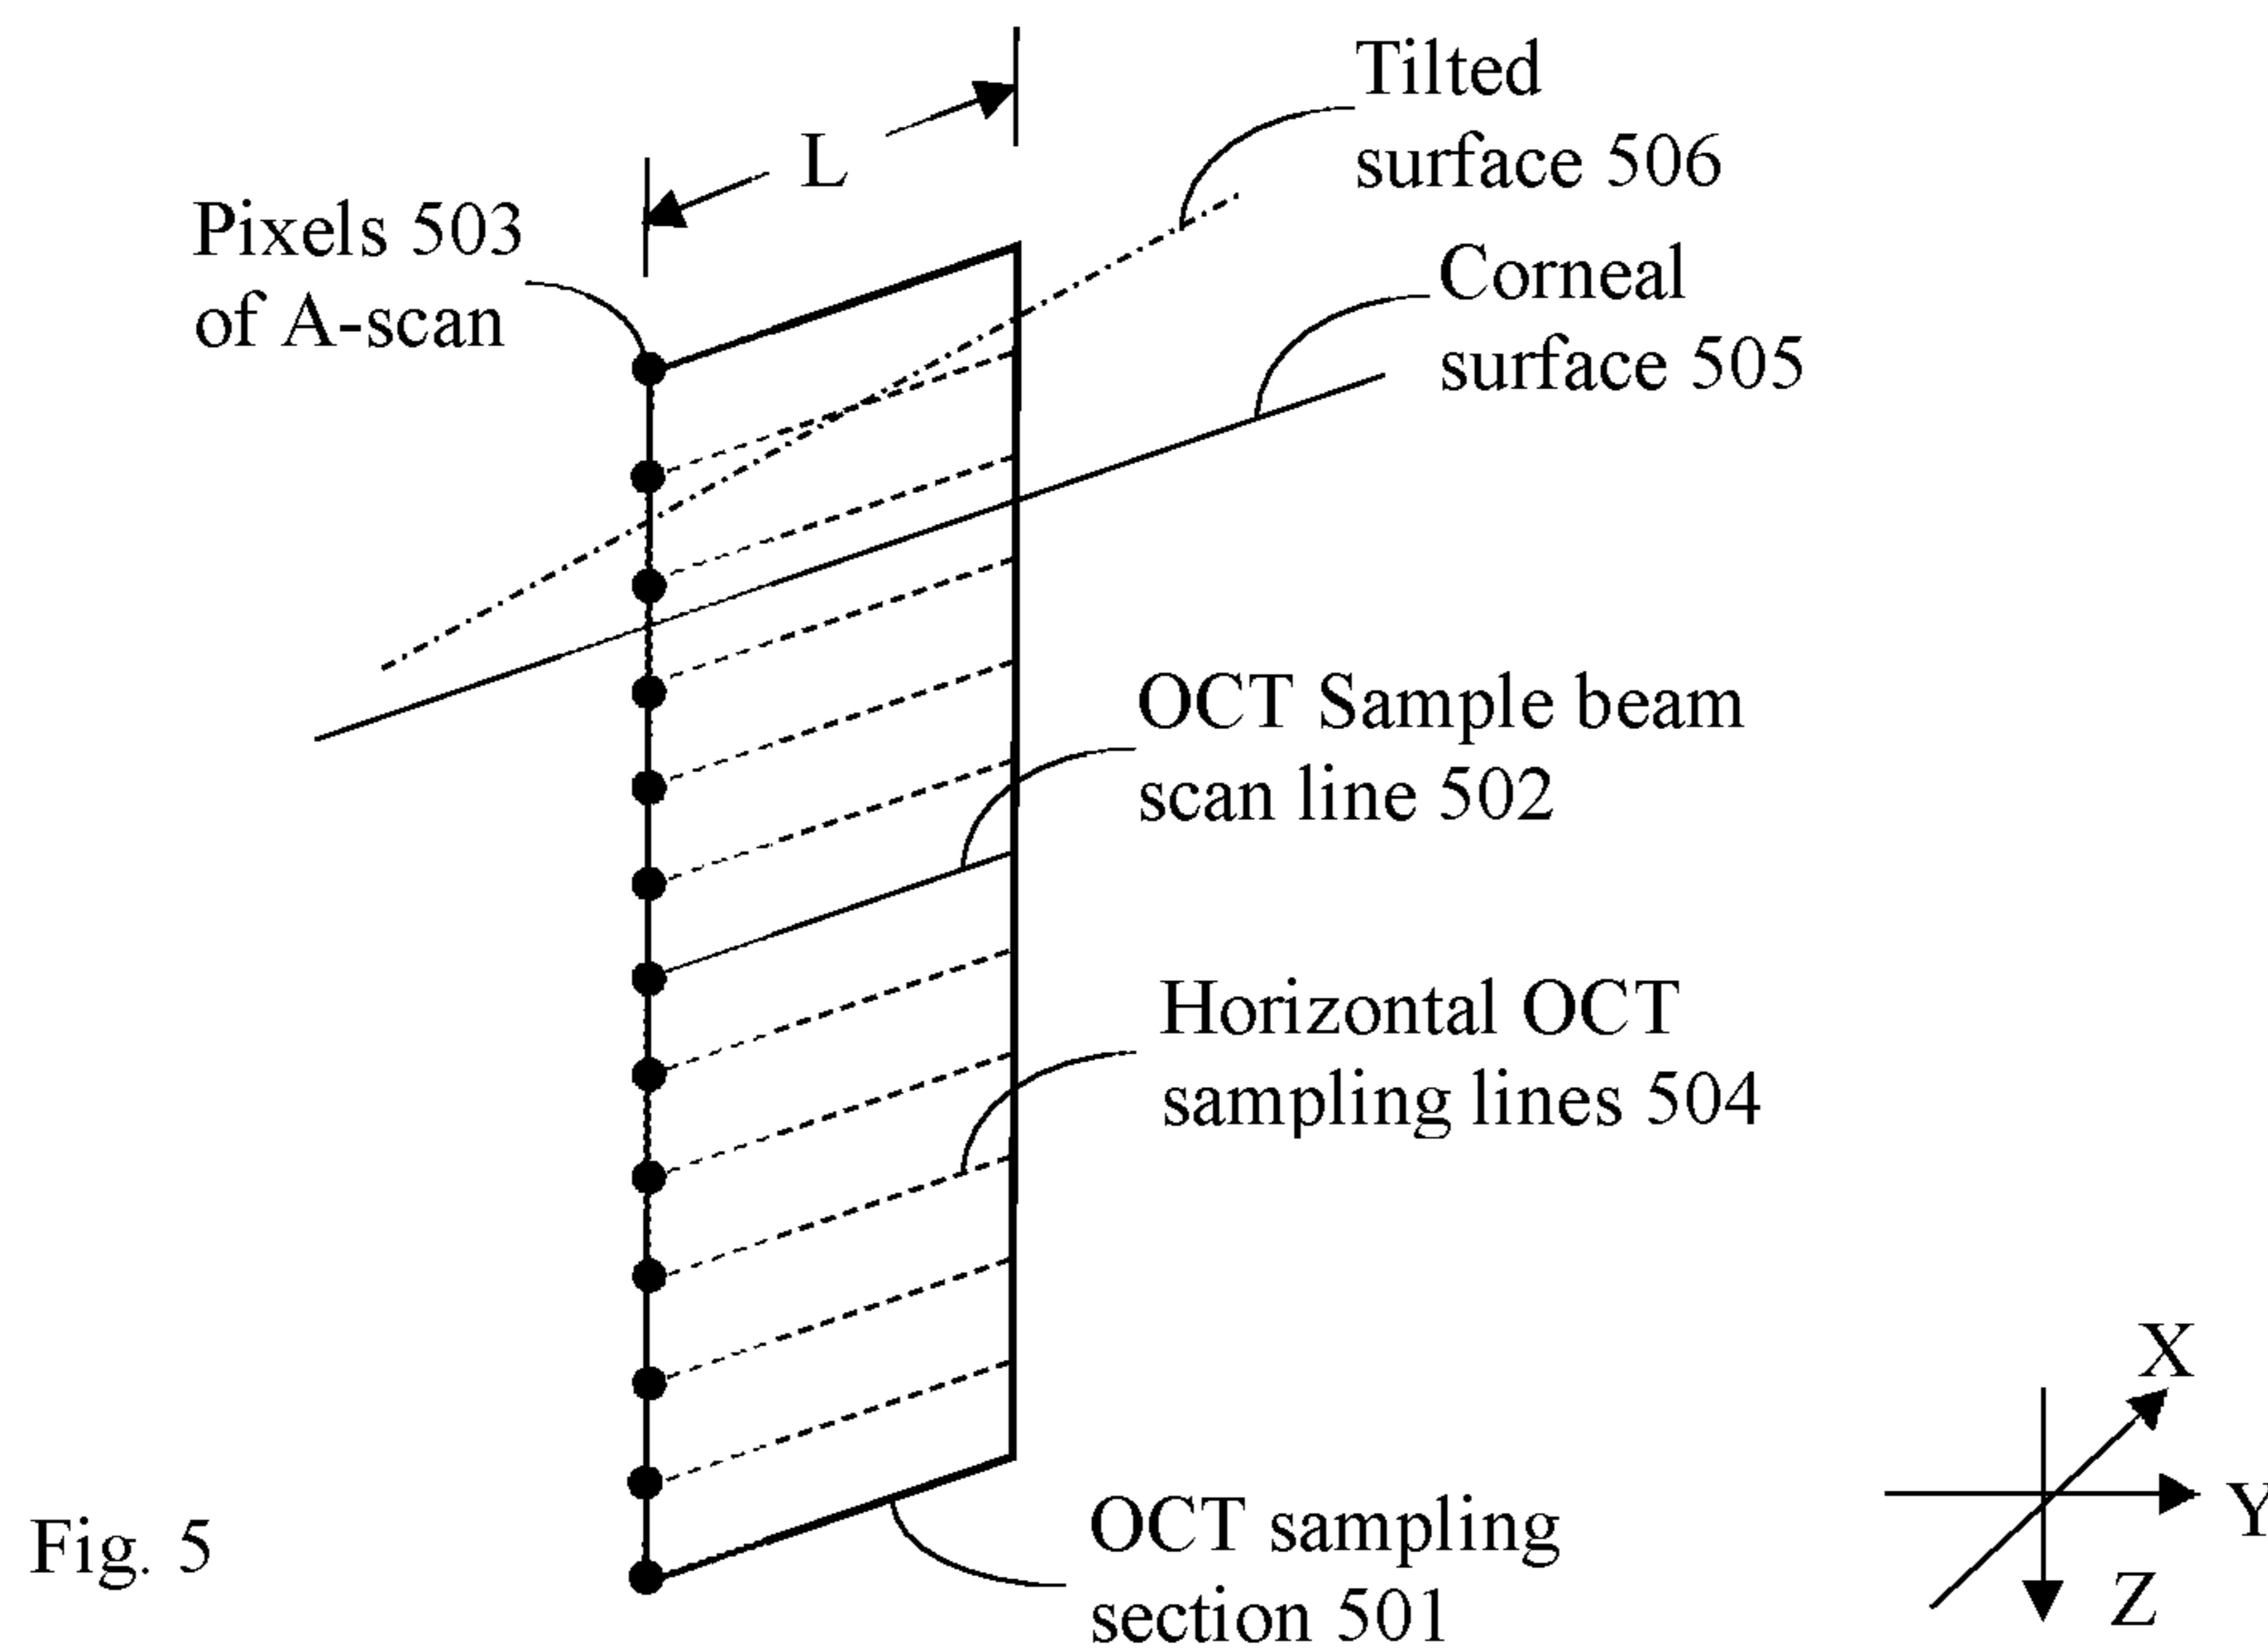 Tilted
surface 506
L
Pixels 503
of A-scan
Corneal
surface 505
OCT Sample beam
scan line 502
Horizontal OCT
sampling lines 504
X
Y
Z
OCT sampling
section 501
Fig. 5